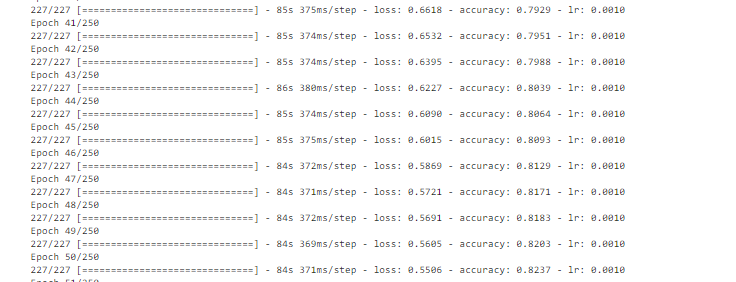 227/227 [==============================] - 85s 375ms/step - loss: 0.6618 - accuracy: 0.7929 - lr: 0.0010
Epoch 41/250
227/227 [==============================] - 85s 374ms/step - loss: 0.6532 - accuracy: 0.7951 - lr: 0.0010
Epoch 42/250
227/227 [==============================] - 85s 374ms/step - loss: 0.6395 - accuracy: 0.7988 - lr: 0.0010
Epoch 43/250
227/227 [==============================] - 86s 380ms/step - loss: 0.6227 - accuracy: 0.8039 - lr: 0.0010
Epoch 44/250
227/227 [==============================] - 85s 374ms/step - loss: 0.6090 - accuracy: 0.8064 - lr: 0.0010
Epoch 45/250
227/227 [==============================] - 85s 375ms/step - loss: 0.6015 - accuracy: 0.8093 - lr: 0.0010
Epoch 46/250
227/227 [==============================] - 84s 372ms/step - loss: 0.5869 - accuracy: 0.8129 - lr: 0.0010
Epoch 47/250
227/227 [==============================] - 84s 371ms/step - loss: 0.5721 - accuracy: 0.8171 - lr: 0.0010
Epoch 48/250
227/227 [==============================] - 84s 372ms/step - loss: 0.5691 - accuracy: 0.8183 - lr: 0.0010
Epoch 49/250
227/227 [==============================] - 84s 369ms/step - loss: 0.5605 - accuracy: 0.8203 - lr: 0.0010
Epoch 50/250
227/227 [==============================] - 84s 371ms/step - loss: 0.5506 - accuracy: 0.8237 - lr: 0.0010
Epoch 51/250